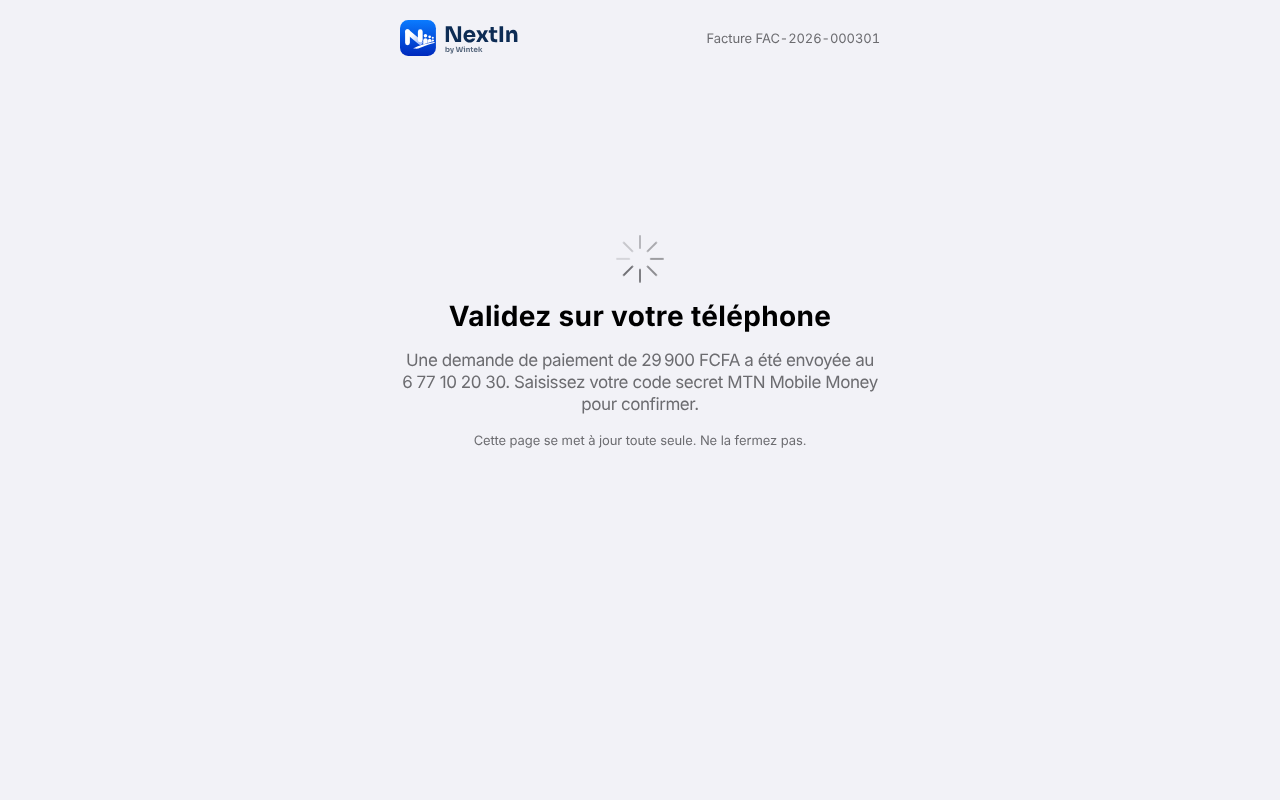 NextIn
by Wintek
Facture FAC-2026-000301
Validez sur votre téléphone
Une demande de paiement de 29 900 FCFA a été envoyée au
6 77 10 20 30. Saisissez votre code secret MTN Mobile Money
pour confirmer.
Cette page se met à jour toute seule. Ne la fermez pas.